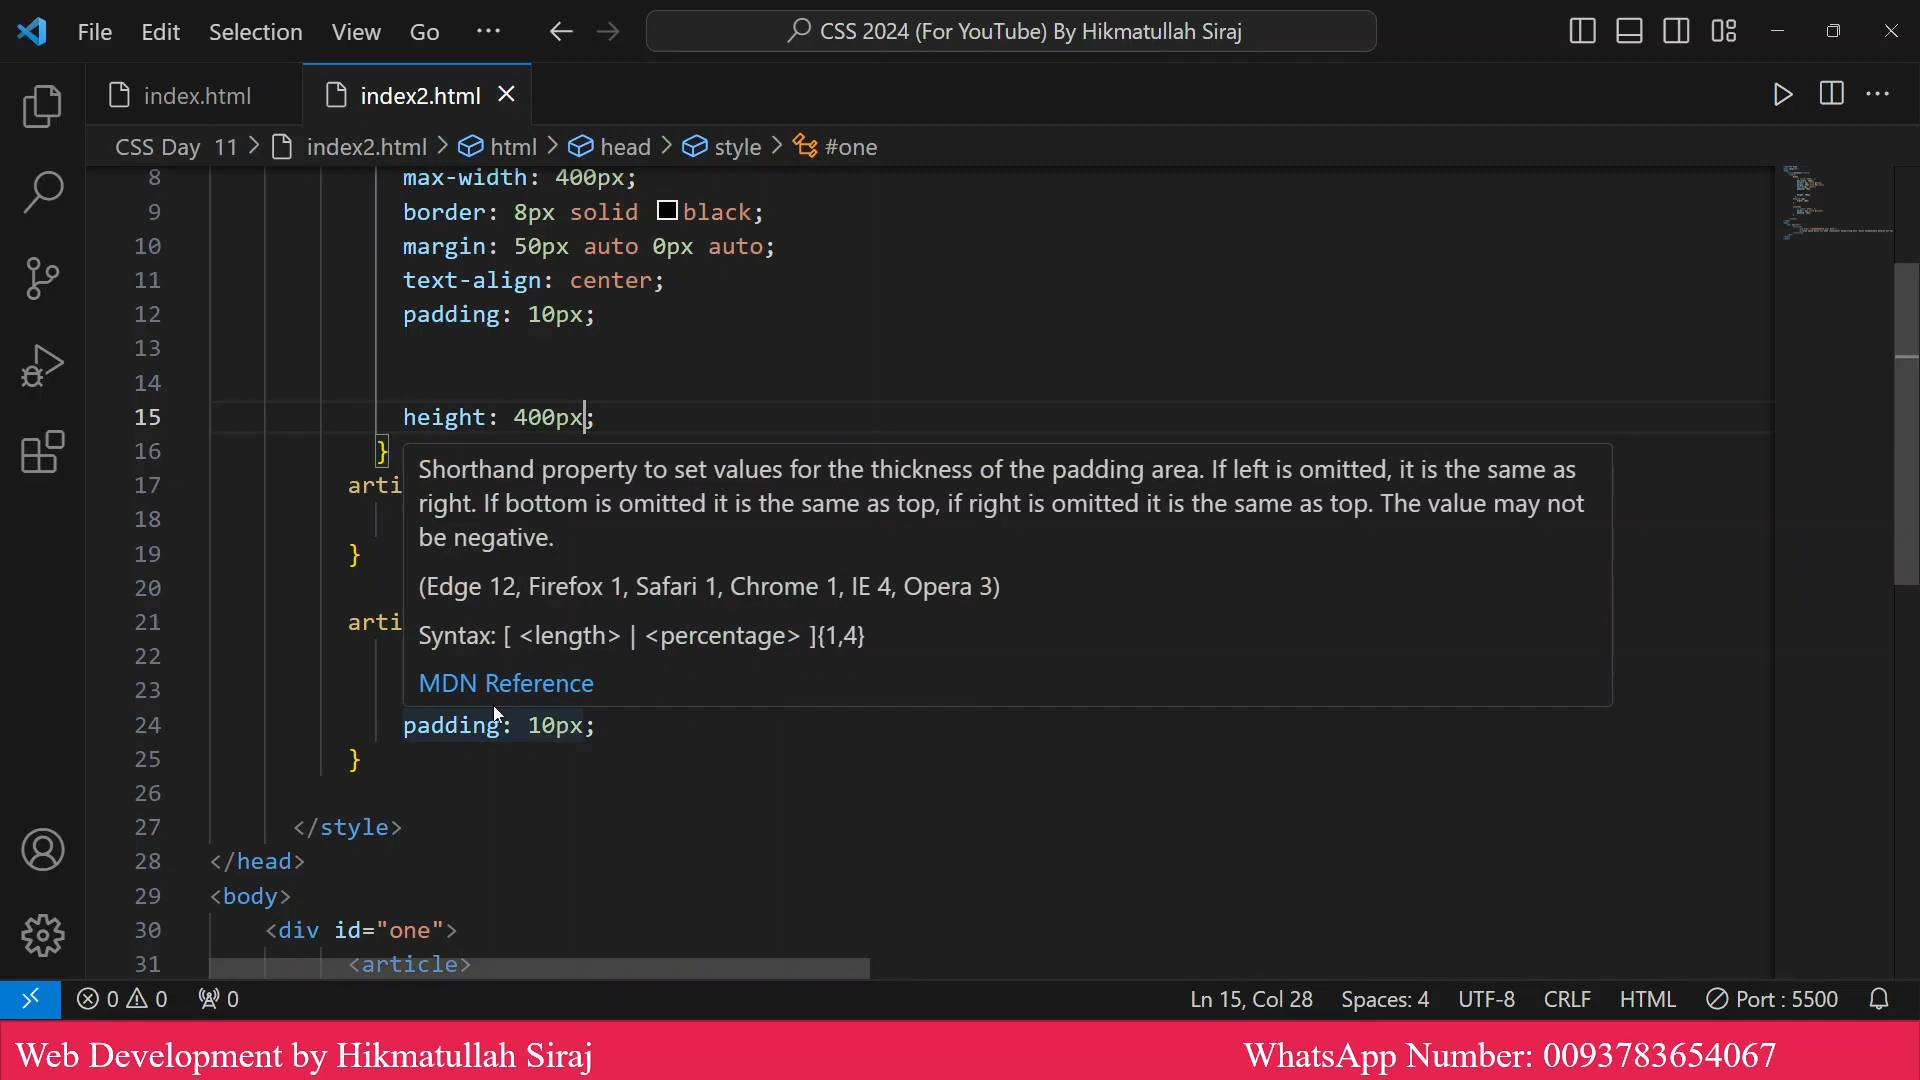 File Edit Selection View Go ··· CSS 2024 (For YouTube) By Hikmatullah Siraj
index.html index2.html
CSS Day 11 > index2.html > html > head > style > #one
8 max-width: 400px;
9 border: 8px solid black;
10 margin: 50px auto 0px auto;
11 text-align: center;
12 padding: 10px;
13
14
15 height: 400px;
16 }
Shorthand property to set values for the thickness of the padding area. If left is omitted, it is the same as
17 arti right. If bottom is omitted it is the same as top, if right is omitted it is the same as top. The value may not
18 be negative.
19 }
20 (Edge 12, Firefox 1, Safari 1, Chrome 1, IE 4, Opera 3)
21 arti Syntax: [ <length> | <percentage> ]{1,4}
22
23 MDN Reference
24 padding: 10px;
25 }
26
27 </style>
28 </head>
29 <body>
30 <div id="one">
31 <article>
0 0 0 Ln 15, Col 28 Spaces: 4 UTF-8 CRLF HTML Port : 5500
Web Development by Hikmatullah Siraj WhatsApp Number: 0093783654067